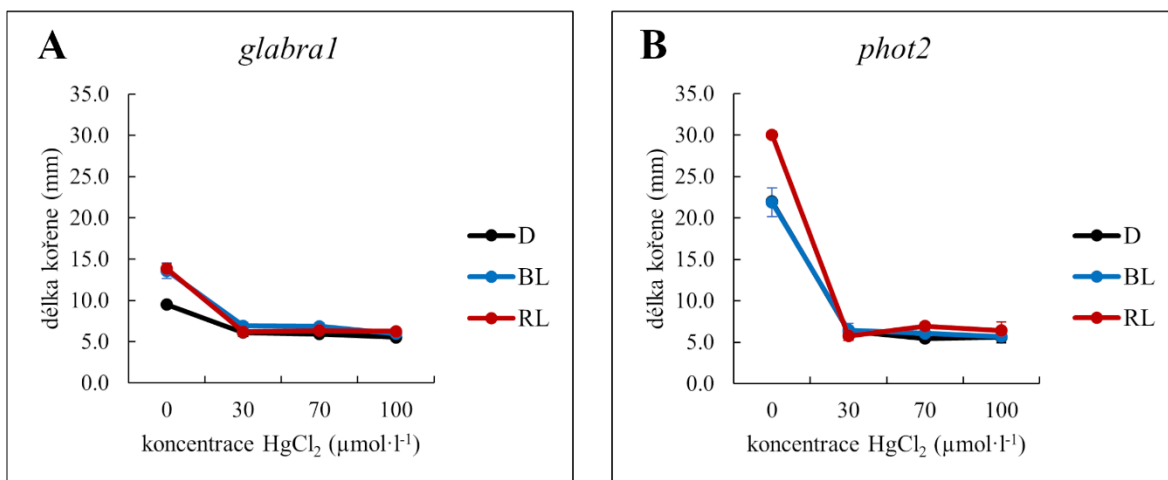 A
glabra1
délka kořene (mm)
35.0
30.0
25.0
20.0
15.0
10.0
5.0
0.0
0 30 70 100
koncentrace HgCl₂ (µmol·l⁻¹)
D
BL
RL
B
phot2
délka kořene (mm)
35.0
30.0
25.0
20.0
15.0
10.0
5.0
0.0
0 30 70 100
koncentrace HgCl₂ (µmol·l⁻¹)
D
BL
RL